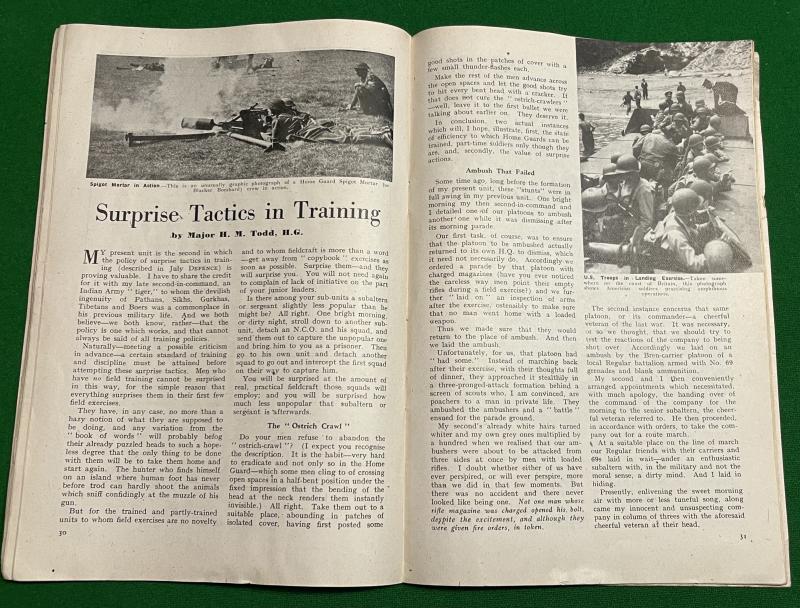 Spigot Mortar in Action.—This is an unusually graphic photograph of a Home Guard Spigot Mortar (or
Blacker Bombard) crew in action.
Surprise Tactics in Training
by Major H. M. Todd, H.G.
MY present unit is the second in which
the policy of surprise tactics in train-
ing (described in July DEFENCE) is
proving valuable. I have to share the credit
for it with my late second-in-command, an
Indian Army "tiger," to whom the devilish
ingenuity of Pathans, Sikhs, Gurkhas,
Tibetans and Boers was a commonplace in
his previous military life. And we both
believe—we both know, rather—that the
policy is one which works, and that cannot
always be said of all training policies.
Naturally—meeting a possible criticism
in advance—a certain standard of training
and discipline must be attained before
attempting these surprise tactics. Men who
have no field training cannot be surprised
in this way, for the simple reason that
everything surprises them in their first few
field exercises.
They have, in any case, no more than a
hazy notion of what they are supposed to
be doing, and any variation from the
"book of words" will probably befog
their already puzzled heads to such a hope-
less degree that the only thing to be done
with them will be to take them home and
start again. The hunter who finds himself
on an island where human foot has never
before trod can hardly shoot the animals
which sniff confidingly at the muzzle of his
gun.
But for the trained and partly-trained
units to whom field exercises are no novelty
and to whom fieldcraft is more than a word
—get away from "copybook" exercises as
soon as possible. Surprise them—and they
will surprise you. You will not need again
to complain of lack of initiative on the part
of your junior leaders.
Is there among your sub-units a subaltern
or sergeant slightly less popular than he
might be? All right. One bright morning,
or dirty night, stroll down to another sub-
unit, detach an N.C.O. and his squad, and
send them out to capture the unpopular one
and bring him to you as a prisoner. Then
go to his own unit and detach another
squad to go out and intercept the first squad
on their way to capture him.
You will be surprised at the amount of
real, practical fieldcraft those squads will
employ; and you will be surprised how
much less unpopular that subaltern or
sergeant is afterwards.
The "Ostrich Crawl"
Do your men refuse to abandon the
"ostrich-crawl"? (I expect you recognise
the description. It is the habit—very hard
to eradicate and not only so in the Home
Guard—which some men cling to of crossing
open spaces in a half-bent position under the
fixed impression that the bending of the
head at the neck renders them instantly
invisible.) All right. Take them out to a
suitable place, abounding in patches of
isolated cover, having first posted some
30
good shots in the patches of cover with a
few small thunder-flashes each.
Make the rest of the men advance across
the open spaces and let the good shots try
to hit every bent head with a cracker. If
that does not cure the "ostrich-crawlers"
—well, leave it to the first bullet we were
talking about earlier on. They deserve it.
In conclusion, two actual instances
which will, I hope, illustrate, first, the state
of efficiency to which Home Guards can be
trained, part-time soldiers only though they
are, and, secondly, the value of surprise
actions.
Ambush That Failed
Some time ago, long before the formation
of my present unit, these "stunts" were in
full swing in my previous unit. One bright
morning my then second-in-command and
I detailed one of our platoons to ambush
another one while it was dismissing after
its morning parade.
Our first task, of course, was to ensure
that the platoon to be ambushed actually
returned to its own H.Q. to dismiss, which
it need not necessarily do. Accordingly we
ordered a parade by that platoon with
charged magazines (have you ever noticed
the careless way men point their empty
rifles during a field exercise?) and we fur-
ther "laid on" an inspection of arms
after the exercise, ostensibly to make sure
that no man went home with a loaded
weapon.
Thus we made sure that they would
return to the place of ambush. And then
we laid the ambush.
Unfortunately, for us, that platoon had
"had some." Instead of marching back
after their exercise, with their thoughts full
of dinner, they approached it stealthily in
a three-pronged-attack formation behind a
screen of scouts who, I am convinced, are
poachers to a man in private life. They
ambushed the ambushers and a "battle"
ensued for the parade ground.
My second's already white hairs turned
whiter and my own grey ones multiplied by
a hundred when we realised that our am-
bushers were about to be attacked from
three sides at once by men with loaded
rifles. I doubt whether either of us have
ever perspired, or will ever perspire, more
than we did in that few moments. But
there was no accident and there never
looked like being one. Not one man whose
rifle magazine was charged opened his bolt,
despite the excitement, and although they
were given fire orders, in token.
U.S. Troops in Landing Exercise.—Taken some-
where on the coast of Britain, this photograph
shows American soldiers practising amphibious
operations.
The second instance concerns that same
platoon, or its commander—a cheerful
veteran of the last war. It was necessary,
or so we thought, that we should try to
test the reactions of the company to being
shot over. Accordingly we laid on an
ambush by the Bren-carrier platoon of a
local Regular battalion armed with No. 69
grenades and blank ammunition.
My second and I then conveniently
arranged appointments which necessitated,
with much apology, the handing over of
the command of the company for the
morning to the senior subaltern, the cheer-
ful veteran referred to. He then proceeded,
in accordance with orders, to take the com-
pany out for a route march.
At a suitable place on the line of march
our Regular friends with their carriers and
69s laid in wait—under an enthusiastic
subaltern with, in the military and not the
moral sense, a dirty mind. And I laid in
hiding.
Presently, enlivening the sweet morning
air with more or less tuneful song, along
came my innocent and unsuspecting com-
pany in column of threes with the aforesaid
cheerful veteran at their head.
31